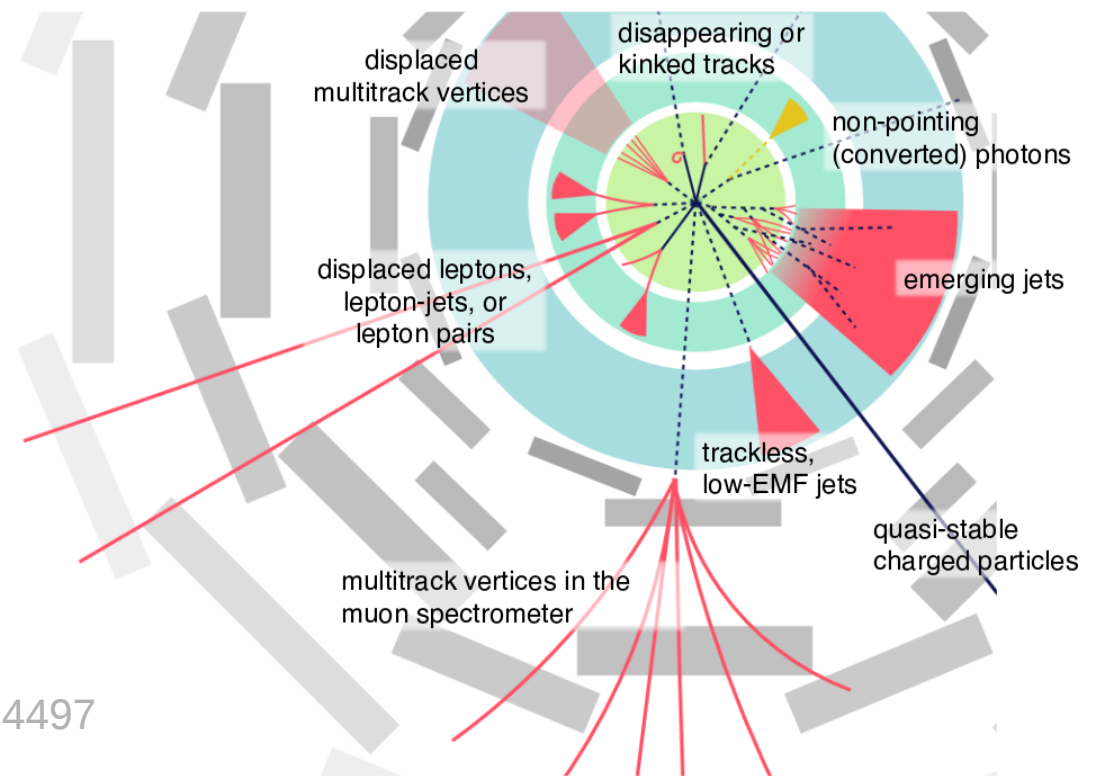 disappearing or
kinked tracks
displaced
multitrack vertices
non-pointing
(converted) photons
displaced leptons,
lepton-jets, or
lepton pairs
emerging jets
trackless,
low-EMF jets
quasi-stable
charged particles
multitrack vertices in the
muon spectrometer
4497